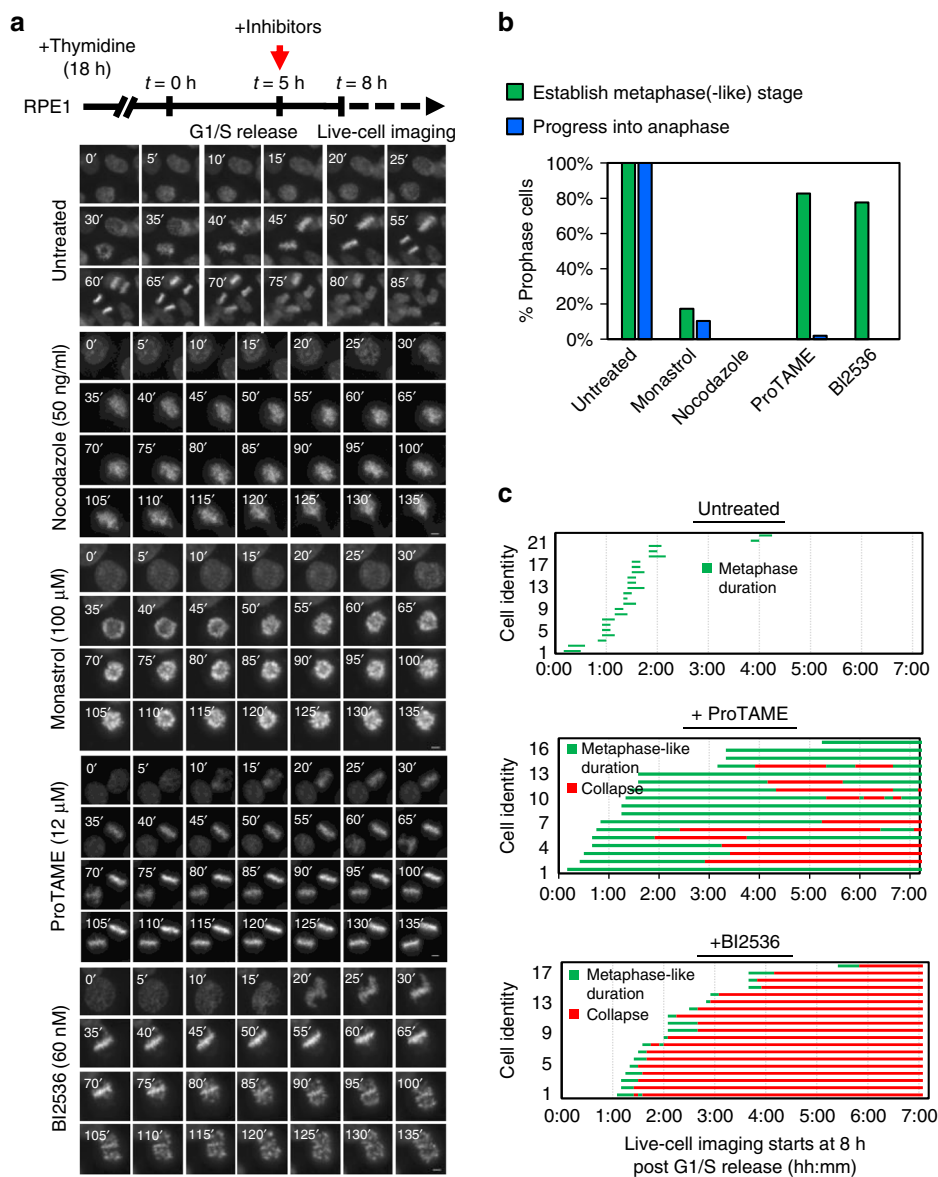 a
+Inhibitors
+Thymidine
(18 h)
t = 0 h
t = 5 h
t = 8 h
RPE1
G1/S release
Live-cell imaging
Untreated
0′ 5′ 10′ 15′ 20′ 25′
30′ 35′ 40′ 45′ 50′ 55′
60′ 65′ 70′ 75′ 80′ 85′
Nocodazole (50 ng/ml)
0′ 5′ 10′ 15′ 20′ 25′ 30′
35′ 40′ 45′ 50′ 55′ 60′ 65′
70′ 75′ 80′ 85′ 90′ 95′ 100′
105′ 110′ 115′ 120′ 125′ 130′ 135′
Monastrol (100 μM)
0′ 5′ 10′ 15′ 20′ 25′ 30′
35′ 40′ 45′ 50′ 55′ 60′ 65′
70′ 75′ 80′ 85′ 90′ 95′ 100′
105′ 110′ 115′ 120′ 125′ 130′ 135′
ProTAME (12 μM)
0′ 5′ 10′ 15′ 20′ 25′ 30′
35′ 40′ 45′ 50′ 55′ 60′ 65′
70′ 75′ 80′ 85′ 90′ 95′ 100′
105′ 110′ 115′ 120′ 125′ 130′ 135′
BI2536 (60 nM)
0′ 5′ 10′ 15′ 20′ 25′ 30′
35′ 40′ 45′ 50′ 55′ 60′ 65′
70′ 75′ 80′ 85′ 90′ 95′ 100′
105′ 110′ 115′ 120′ 125′ 130′ 135′
b
Establish metaphase(-like) stage
Progress into anaphase
% Prophase cells
100%
80%
60%
40%
20%
0%
Untreated
Monastrol
Nocodazole
ProTAME
BI2536
c
Untreated
Cell identity
21
17
13
9
5
1
Metaphase
duration
0:00 1:00 2:00 3:00 4:00 5:00 6:00 7:00
+ ProTAME
Cell identity
16
13
10
7
4
1
Metaphase-like
duration
Collapse
0:00 1:00 2:00 3:00 4:00 5:00 6:00 7:00
+BI2536
Cell identity
17
13
9
5
1
Metaphase-like
duration
Collapse
0:00 1:00 2:00 3:00 4:00 5:00 6:00 7:00
Live-cell imaging starts at 8 h
post G1/S release (hh:mm)